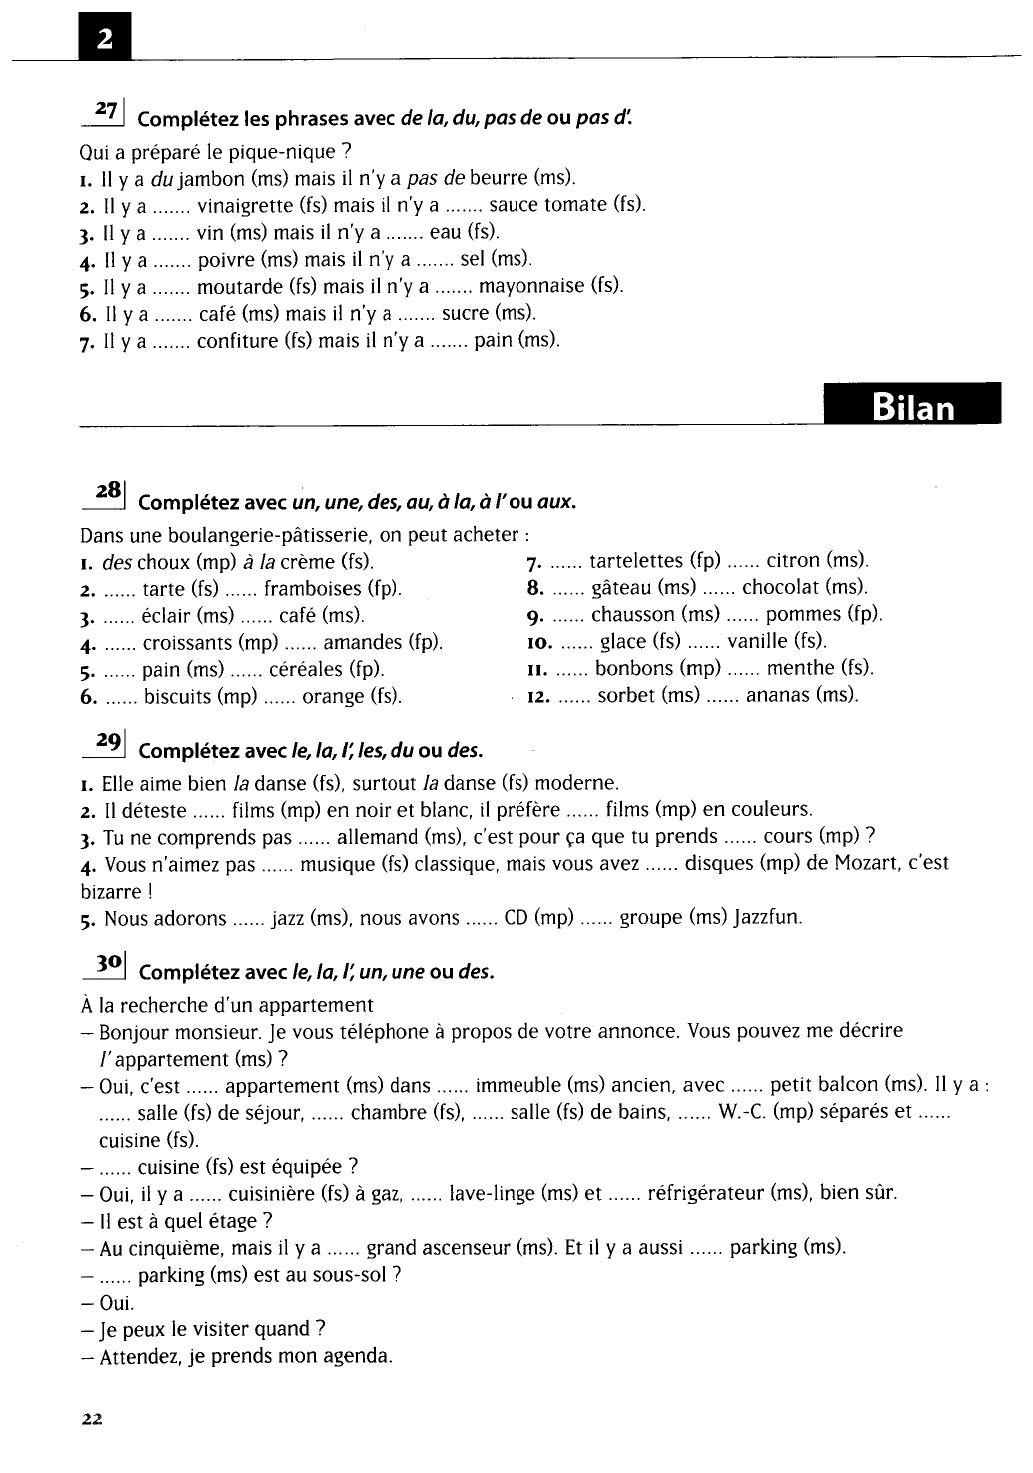 2
27 Complétez les phrases avec de la, du, pas de ou pas d'.
Qui a préparé le pique-nique ?
1. Il y a du jambon (ms) mais il n'y a pas de beurre (ms).
2. Il y a ....... vinaigrette (fs) mais il n'y a ....... sauce tomate (fs).
3. Il y a ....... vin (ms) mais il n'y a ....... eau (fs).
4. Il y a ....... poivre (ms) mais il n'y a ....... sel (ms).
5. Il y a ....... moutarde (fs) mais il n'y a ....... mayonnaise (fs).
6. Il y a ....... café (ms) mais il n'y a ....... sucre (ms).
7. Il y a ....... confiture (fs) mais il n'y a ....... pain (ms).
Bilan
28 Complétez avec un, une, des, au, à la, à l' ou aux.
Dans une boulangerie-pâtisserie, on peut acheter :
1. des choux (mp) à la crème (fs).
2. ...... tarte (fs) ...... framboises (fp).
3. ...... éclair (ms) ...... café (ms).
4. ...... croissants (mp) ...... amandes (fp).
5. ...... pain (ms) ...... céréales (fp).
6. ...... biscuits (mp) ...... orange (fs).
7. ...... tartelettes (fp) ...... citron (ms).
8. ...... gâteau (ms) ...... chocolat (ms).
9. ...... chausson (ms) ...... pommes (fp).
10. ...... glace (fs) ...... vanille (fs).
11. ...... bonbons (mp) ...... menthe (fs).
12. ...... sorbet (ms) ...... ananas (ms).
29 Complétez avec le, la, l', les, du ou des.
1. Elle aime bien la danse (fs), surtout la danse (fs) moderne.
2. Il déteste ...... films (mp) en noir et blanc, il préfère ...... films (mp) en couleurs.
3. Tu ne comprends pas ...... allemand (ms), c'est pour ça que tu prends ...... cours (mp) ?
4. Vous n'aimez pas ...... musique (fs) classique, mais vous avez ...... disques (mp) de Mozart, c'est
bizarre !
5. Nous adorons ...... jazz (ms), nous avons ...... CD (mp) ...... groupe (ms) Jazzfun.
30 Complétez avec le, la, l', un, une ou des.
À la recherche d'un appartement
– Bonjour monsieur. Je vous téléphone à propos de votre annonce. Vous pouvez me décrire
l'appartement (ms) ?
– Oui, c'est ...... appartement (ms) dans ...... immeuble (ms) ancien, avec ...... petit balcon (ms). Il y a :
...... salle (fs) de séjour, ...... chambre (fs), ...... salle (fs) de bains, ...... W.-C. (mp) séparés et ......
cuisine (fs).
– ...... cuisine (fs) est équipée ?
– Oui, il y a ...... cuisinière (fs) à gaz, ...... lave-linge (ms) et ...... réfrigérateur (ms), bien sûr.
– Il est à quel étage ?
– Au cinquième, mais il y a ...... grand ascenseur (ms). Et il y a aussi ...... parking (ms).
– ...... parking (ms) est au sous-sol ?
– Oui.
– Je peux le visiter quand ?
– Attendez, je prends mon agenda.
22